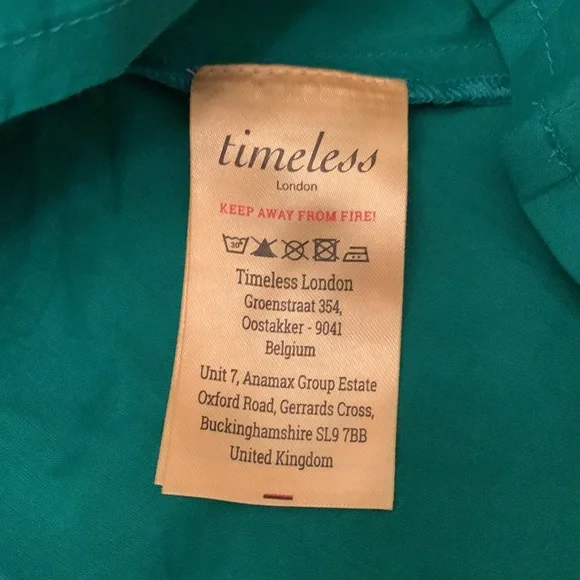 timeless
London
KEEP AWAY FROM FIRE!
30°
Timeless London
Groenstraat 354,
Oostakker - 9041
Belgium
Unit 7, Anamax Group Estate
Oxford Road, Gerrards Cross,
Buckinghamshire SL9 7BB
United Kingdom